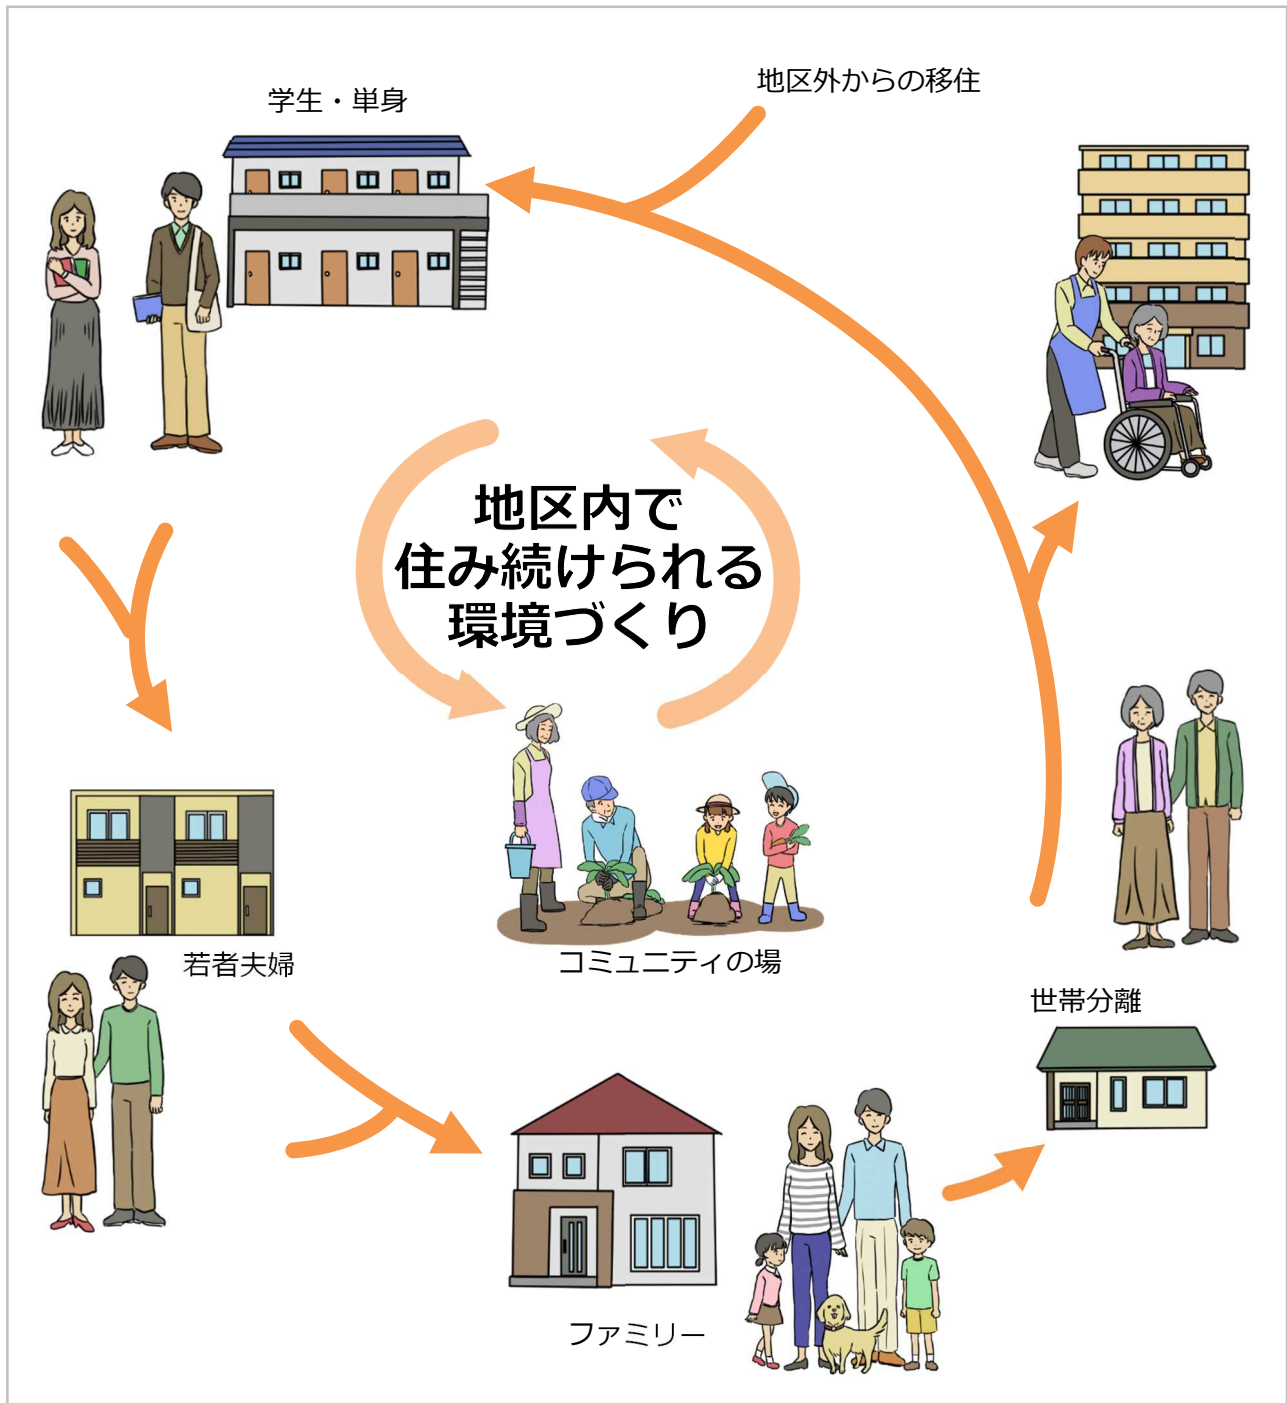 地区外からの移住
学生・単身
地区内で
住み続けられる
環境づくり
コミュニティの場
若者夫婦
世帯分離
ファミリー